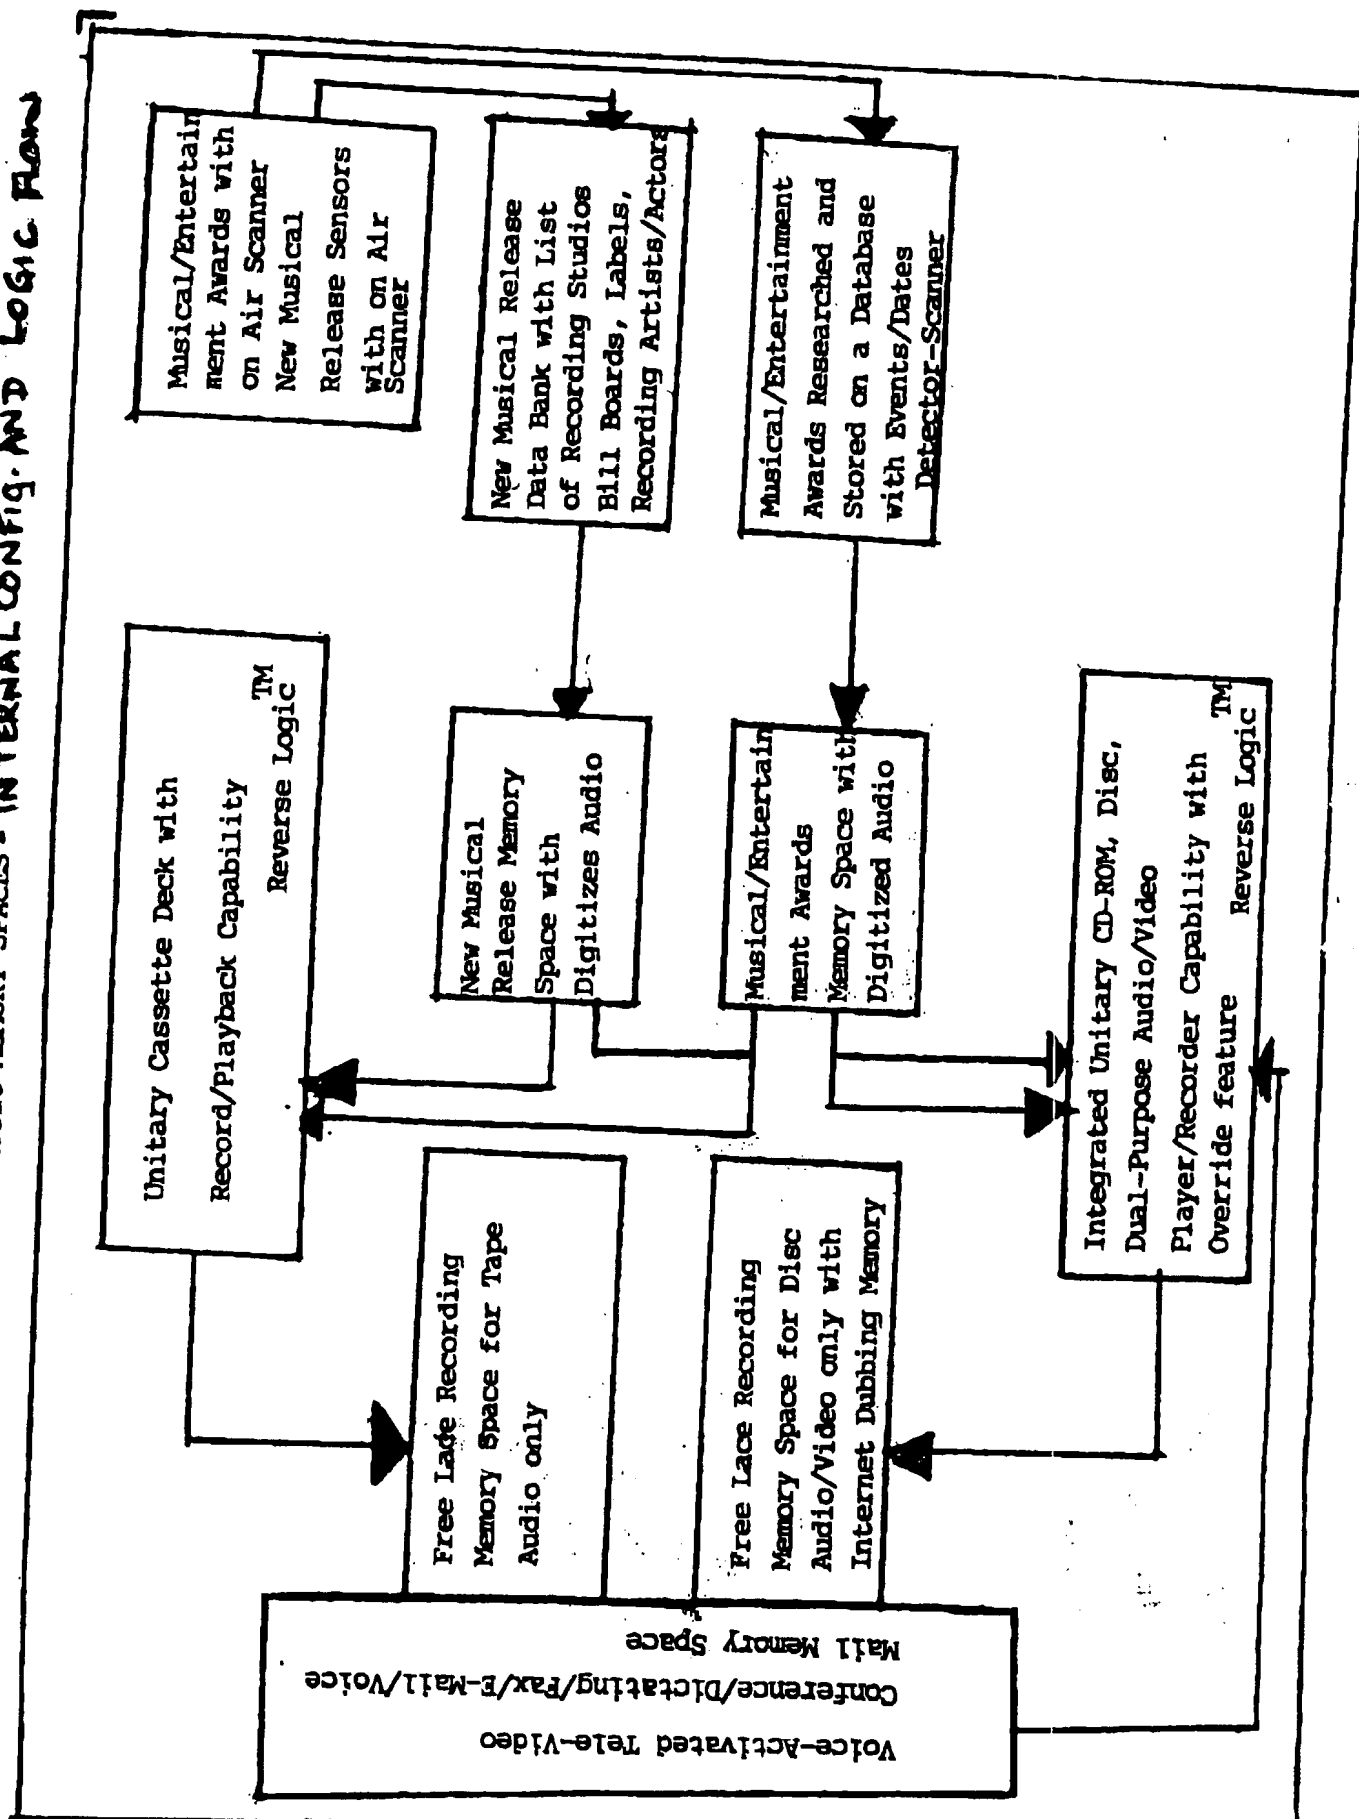 MEMORY SPACES - INTERNAL CONFIG. AND LOGIC FLOW
Musical/Entertain
ment Awards with
on Air Scanner
New Musical
Release Sensors
with on Air
Scanner
New Musical Release
Data Bank with List
of Recording Studios
Bill Boards, Labels,
Recording Artists/Actors
Musical/Entertainment
Awards Researched and
Stored on a Database
with Events/Dates
Detector-Scanner
Unitary Cassette Deck with
Record/Playback Capability
TM
Reverse Logic
New Musical
Release Memory
Space with
Digitizes Audio
Musical/Entertain
ment Awards
Memory Space with
Digitized Audio
Integrated Unitary CD-ROM, Disc,
Dual-Purpose Audio/Video
Player/Recorder Capability with
TM
Override feature Reverse Logic
Free Lade Recording
Memory Space for Tape
Audio only
Free Lace Recording
Memory Space for Disc
Audio/Video only with
Internet Dubbing Memory
Voice-Activated Tele-Video
Conference/Dictating/Fax/E-Mail/Voice
Mail Memory Space